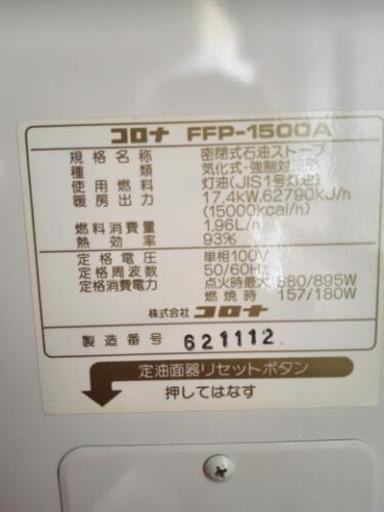 コロナ FFP-1500A
規格名称 密閉式石油ストーブ
種類 気化式・強制対流形
使用燃料 灯油(JIS1号灯油)
暖房出力 17.4kW.62790kJ/h
(15000kcal/h)
燃料消費量 1.96L/h
熱効率 93%
定格電圧 単相100V
定格周波数 50/60Hz
定格消費電力 点火時最大 880/895W
燃焼時 157/180W
株式会社 コロナ
製造番号 621112
定油面器リセットボタン
押してはなす